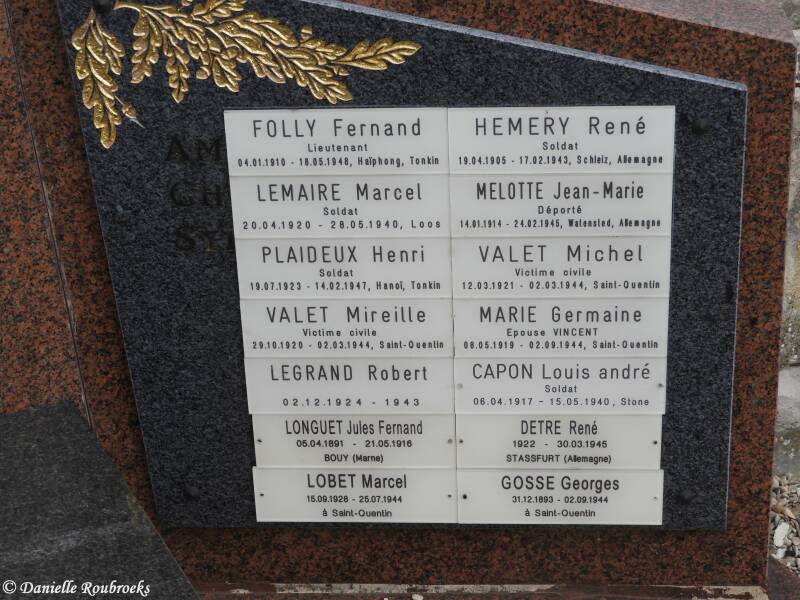 FOLLY Fernand
Lieutenant
04.01.1910 - 18.05.1948, Haïphong, Tonkin
HEMERY René
Soldat
19.04.1905 - 17.02.1943, Schleiz, Allemagne
LEMAIRE Marcel
Soldat
20.04.1920 - 28.05.1940, Loos
MELOTTE Jean-Marie
Déporté
14.01.1914 - 24.02.1945, Walensled, Allemagne
PLAIDEUX Henri
Soldat
19.07.1923 - 14.02.1947, Hanoï, Tonkin
VALET Michel
Victime civile
12.03.1921 - 02.03.1944, Saint-Quentin
VALET Mireille
Victime civile
29.10.1920 - 02.03.1944, Saint-Quentin
MARIE Germaine
Epouse VINCENT
08.05.1919 - 02.09.1944, Saint-Quentin
LEGRAND Robert
02.12.1924 - 1943
CAPON Louis andré
Soldat
06.04.1917 - 15.05.1940, Stone
LONGUET Jules Fernand
05.04.1891 - 21.05.1916
BOUY (Marne)
DETRE René
1922 - 30.03.1945
STASSFURT (Allemagne)
LOBET Marcel
15.09.1928 - 25.07.1944
à Saint-Quentin
GOSSE Georges
31.12.1893 - 02.09.1944
à Saint-Quentin
© Danielle Roubroeks